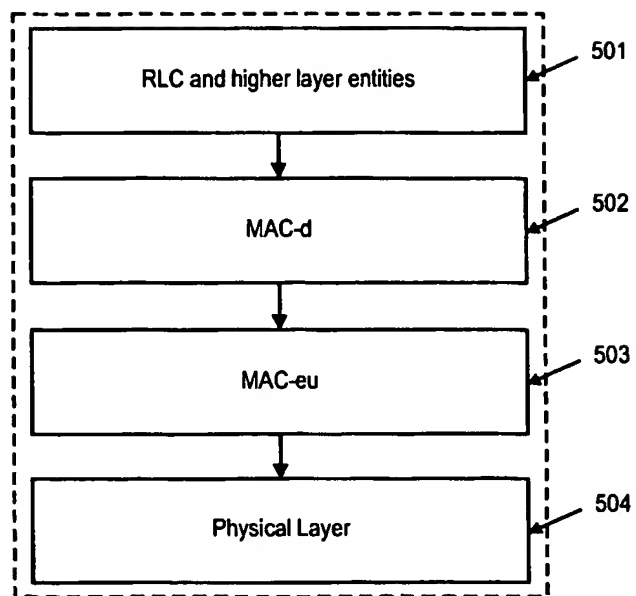 RLC and higher layer entities
501
MAC-d
502
MAC-eu
503
Physical Layer
504